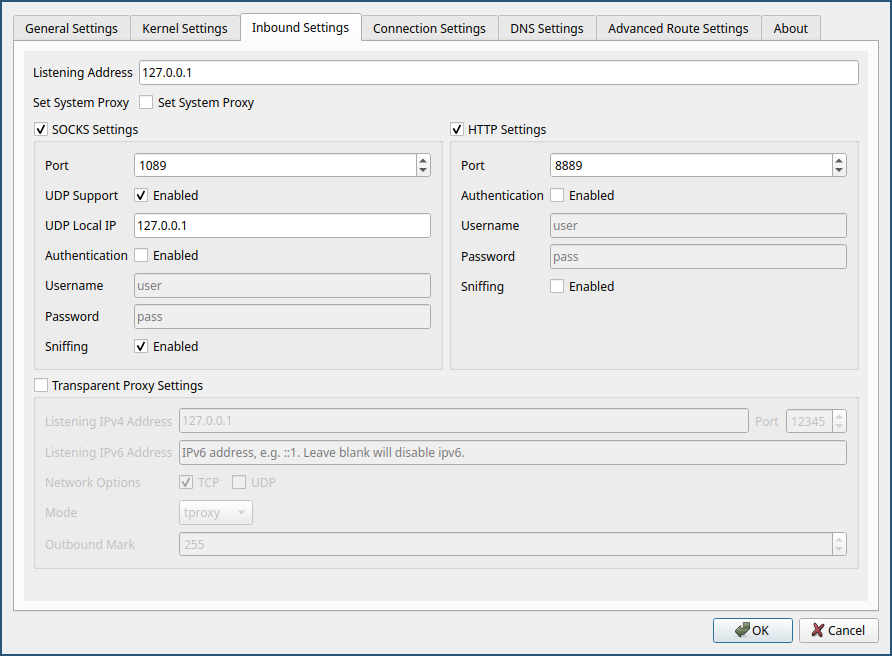 General Settings Kernel Settings Inbound Settings Connection Settings DNS Settings Advanced Route Settings About
Listening Address 127.0.0.1
Set System Proxy Set System Proxy
SOCKS Settings
Port 1089
UDP Support Enabled
UDP Local IP 127.0.0.1
Authentication Enabled
Username user
Password pass
Sniffing Enabled
HTTP Settings
Port 8889
Authentication Enabled
Username user
Password pass
Sniffing Enabled
Transparent Proxy Settings
Listening IPv4 Address 127.0.0.1 Port 12345
Listening IPv6 Address IPv6 address, e.g. ::1. Leave blank will disable ipv6.
Network Options TCP UDP
Mode tproxy
Outbound Mark 255
OK Cancel